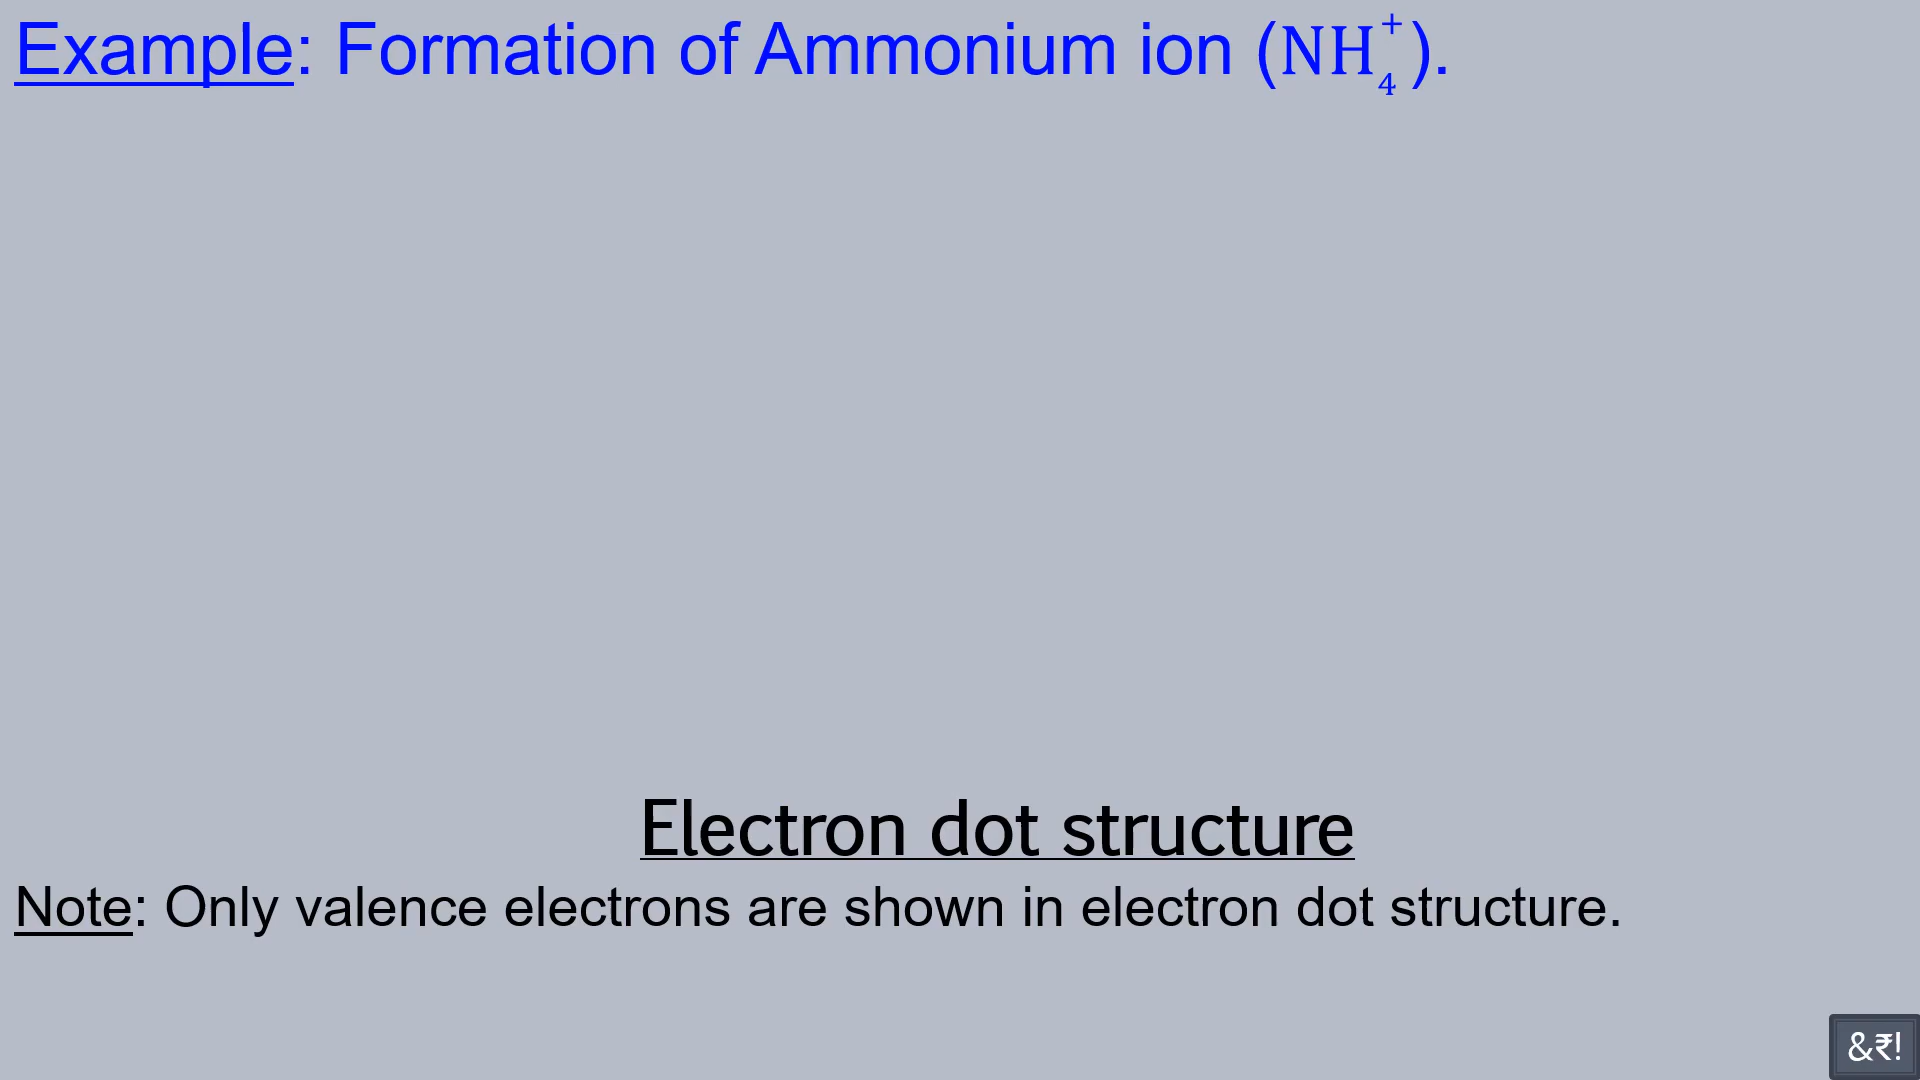 Example: Formation of Ammonium ion (NH₄⁺).
Electron dot structure
Note: Only valence electrons are shown in electron dot structure.
&₹!